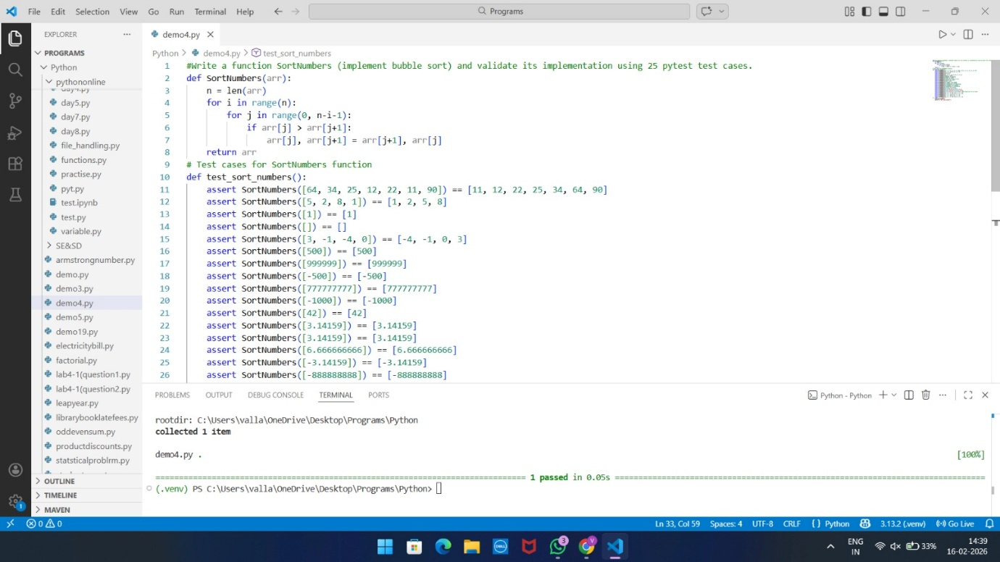 File Edit Selection View Go Run Terminal Help
Programs
EXPLORER
PROGRAMS
Python
pythononline
day4.py
day5.py
day7.py
day8.py
file_handling.py
functions.py
practise.py
pyt.py
test.ipynb
test.py
variable.py
SE&SD
armstrongnumber.py
demo.py
demo3.py
demo4.py
demo5.py
demo19.py
electricitybill.py
factorial.py
lab4-1(question1.py
lab4-1(question2.py
leapyear.py
librarybooklatefees.py
oddevensum.py
productdiscounts.py
statsticalproblrm.py
OUTLINE
TIMELINE
MAVEN
demo4.py
Python > demo4.py > test_sort_numbers
1 #Write a function SortNumbers (implement bubble sort) and validate its implementation using 25 pytest test cases.
2 def SortNumbers(arr):
3 n = len(arr)
4 for i in range(n):
5 for j in range(0, n-i-1):
6 if arr[j] > arr[j+1]:
7 arr[j], arr[j+1] = arr[j+1], arr[j]
8 return arr
9 # Test cases for SortNumbers function
10 def test_sort_numbers():
11 assert SortNumbers([64, 34, 25, 12, 22, 11, 90]) == [11, 12, 22, 25, 34, 64, 90]
12 assert SortNumbers([5, 2, 8, 1]) == [1, 2, 5, 8]
13 assert SortNumbers([1]) == [1]
14 assert SortNumbers([]) == []
15 assert SortNumbers([3, -1, -4, 0]) == [-4, -1, 0, 3]
16 assert SortNumbers([500]) == [500]
17 assert SortNumbers([999999]) == [999999]
18 assert SortNumbers([-500]) == [-500]
19 assert SortNumbers([777777777]) == [777777777]
20 assert SortNumbers([-1000]) == [-1000]
21 assert SortNumbers([42]) == [42]
22 assert SortNumbers([3.14159]) == [3.14159]
23 assert SortNumbers([3.14159]) == [3.14159]
24 assert SortNumbers([6.666666666]) == [6.666666666]
25 assert SortNumbers([-3.14159]) == [-3.14159]
26 assert SortNumbers([-888888888]) == [-888888888]
PROBLEMS OUTPUT DEBUG CONSOLE TERMINAL PORTS
Python - Python
rootdir: C:\Users\valla\OneDrive\Desktop\Programs\Python
collected 1 item
demo4.py . [100%]
1 passed in 0.05s
(.venv) PS C:\Users\valla\OneDrive\Desktop\Programs\Python>
1
0 0
Ln 33, Col 59 Spaces: 4 UTF-8 CRLF { } Python 3.13.2 (.venv) Go Live
DELL
3
V
ENG
IN
33%
14:39
16-02-2026